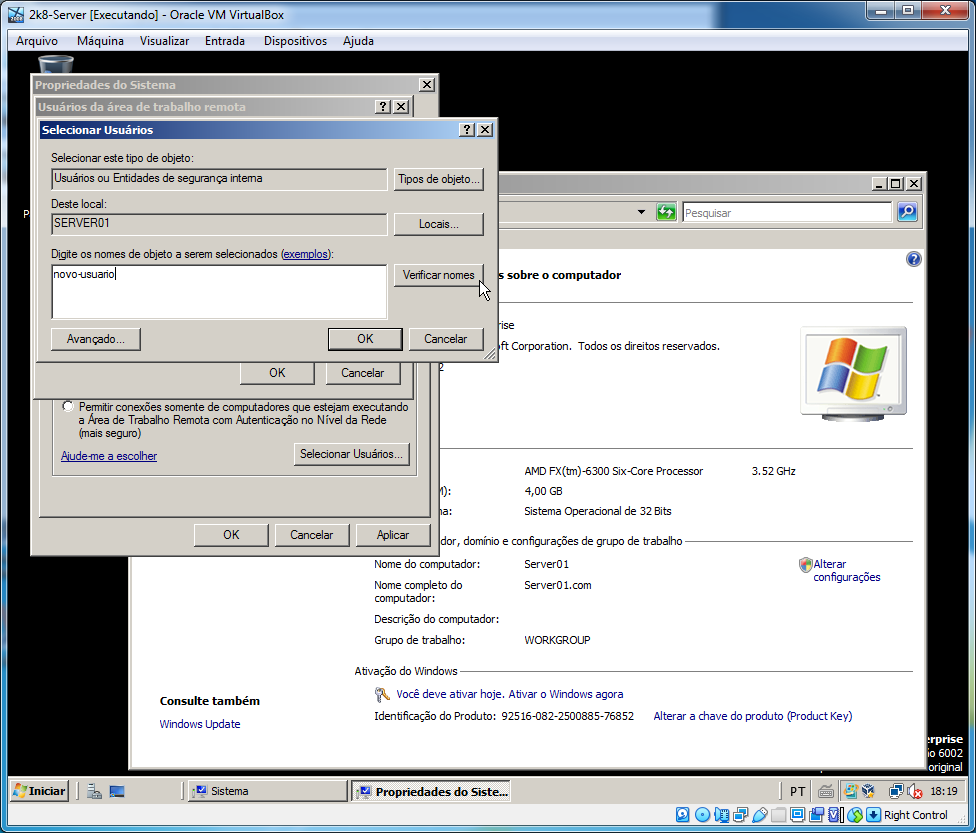 2k8-Server [Executando] - Oracle VM VirtualBox
Arquivo Máquina Visualizar Entrada Dispositivos Ajuda
Propriedades do Sistema
Usuários da área de trabalho remota
Selecionar Usuários
Selecionar este tipo de objeto:
Usuários ou Entidades de segurança interna
Tipos de objeto...
Deste local:
SERVER01
Locais...
Digite os nomes de objeto a serem selecionados (exemplos):
novo-usuario
Verificar nomes
Avançado...
OK
Cancelar
OK
Cancelar
Permitir conexões somente de computadores que estejam executando
a Área de Trabalho Remota com Autenticação no Nível da Rede
(mais seguro)
Ajude-me a escolher
Selecionar Usuários...
OK
Cancelar
Aplicar
P
Pesquisar
s sobre o computador
rise
oft Corporation. Todos os direitos reservados.
2
AMD FX(tm)-6300 Six-Core Processor 3.52 GHz
M): 4,00 GB
ma: Sistema Operacional de 32 Bits
dor, domínio e configurações de grupo de trabalho
Nome do computador: Server01
Alterar
configurações
Nome completo do
computador:
Server01.com
Descrição do computador:
Grupo de trabalho: WORKGROUP
Ativação do Windows
Você deve ativar hoje. Ativar o Windows agora
Identificação do Produto: 92516-082-2500885-76852 Alterar a chave do produto (Product Key)
Consulte também
Windows Update
erprise
ão 6002
original
Iniciar
Sistema
Propriedades do Siste...
PT
18:19
Right Control